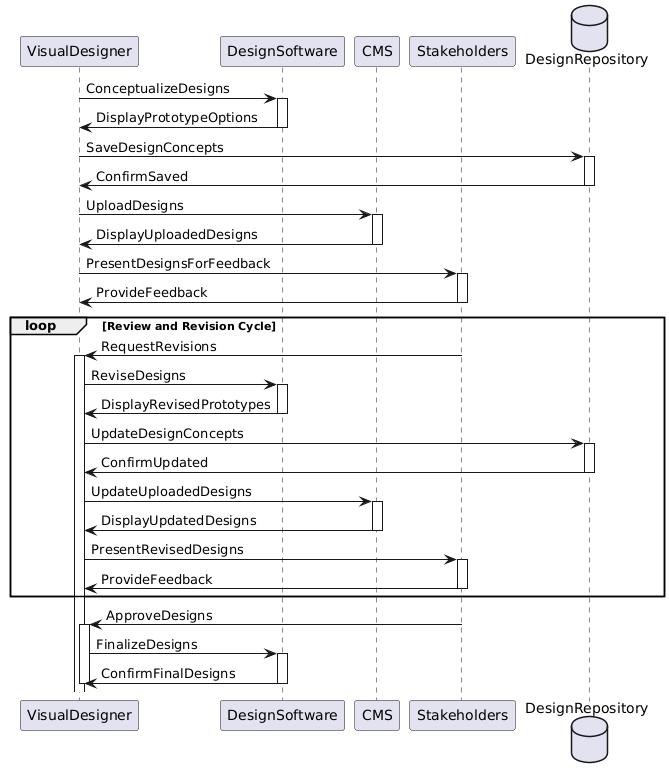 VisualDesigner DesignSoftware CMS Stakeholders DesignRepository
ConceptualizeDesigns
DisplayPrototypeOptions
SaveDesignConcepts
ConfirmSaved
UploadDesigns
DisplayUploadedDesigns
PresentDesignsForFeedback
ProvideFeedback
loop [Review and Revision Cycle]
RequestRevisions
ReviseDesigns
DisplayRevisedPrototypes
UpdateDesignConcepts
ConfirmUpdated
UpdateUploadedDesigns
DisplayUpdatedDesigns
PresentRevisedDesigns
ProvideFeedback
ApproveDesigns
FinalizeDesigns
ConfirmFinalDesigns
VisualDesigner DesignSoftware CMS Stakeholders DesignRepository